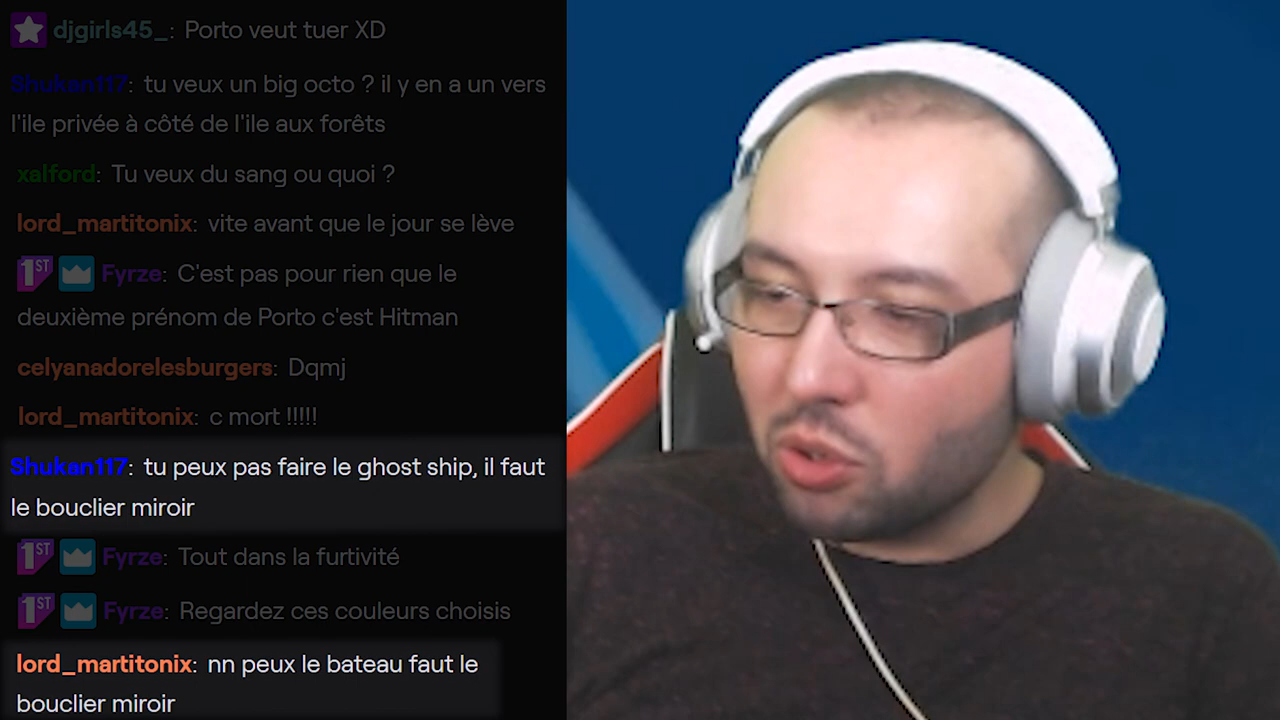 djgirls45_: Porto veut tuer XD
Shukan117: tu veux un big octo ? il y en a un vers
l'ile privée à côté de l'ile aux forêts
xalford: Tu veux du sang ou quoi ?
lord_martitonix: vite avant que le jour se lève
1ST Fyrze: C'est pas pour rien que le
deuxième prénom de Porto c'est Hitman
celyanadorelesburgers: Dqmj
lord_martitonix: c mort !!!!!
Shukan117: tu peux pas faire le ghost ship, il faut
le bouclier miroir
1ST Fyrze: Tout dans la furtivité
1ST Fyrze: Regardez ces couleurs choisis
lord_martitonix: nn peux le bateau faut le
bouclier miroir